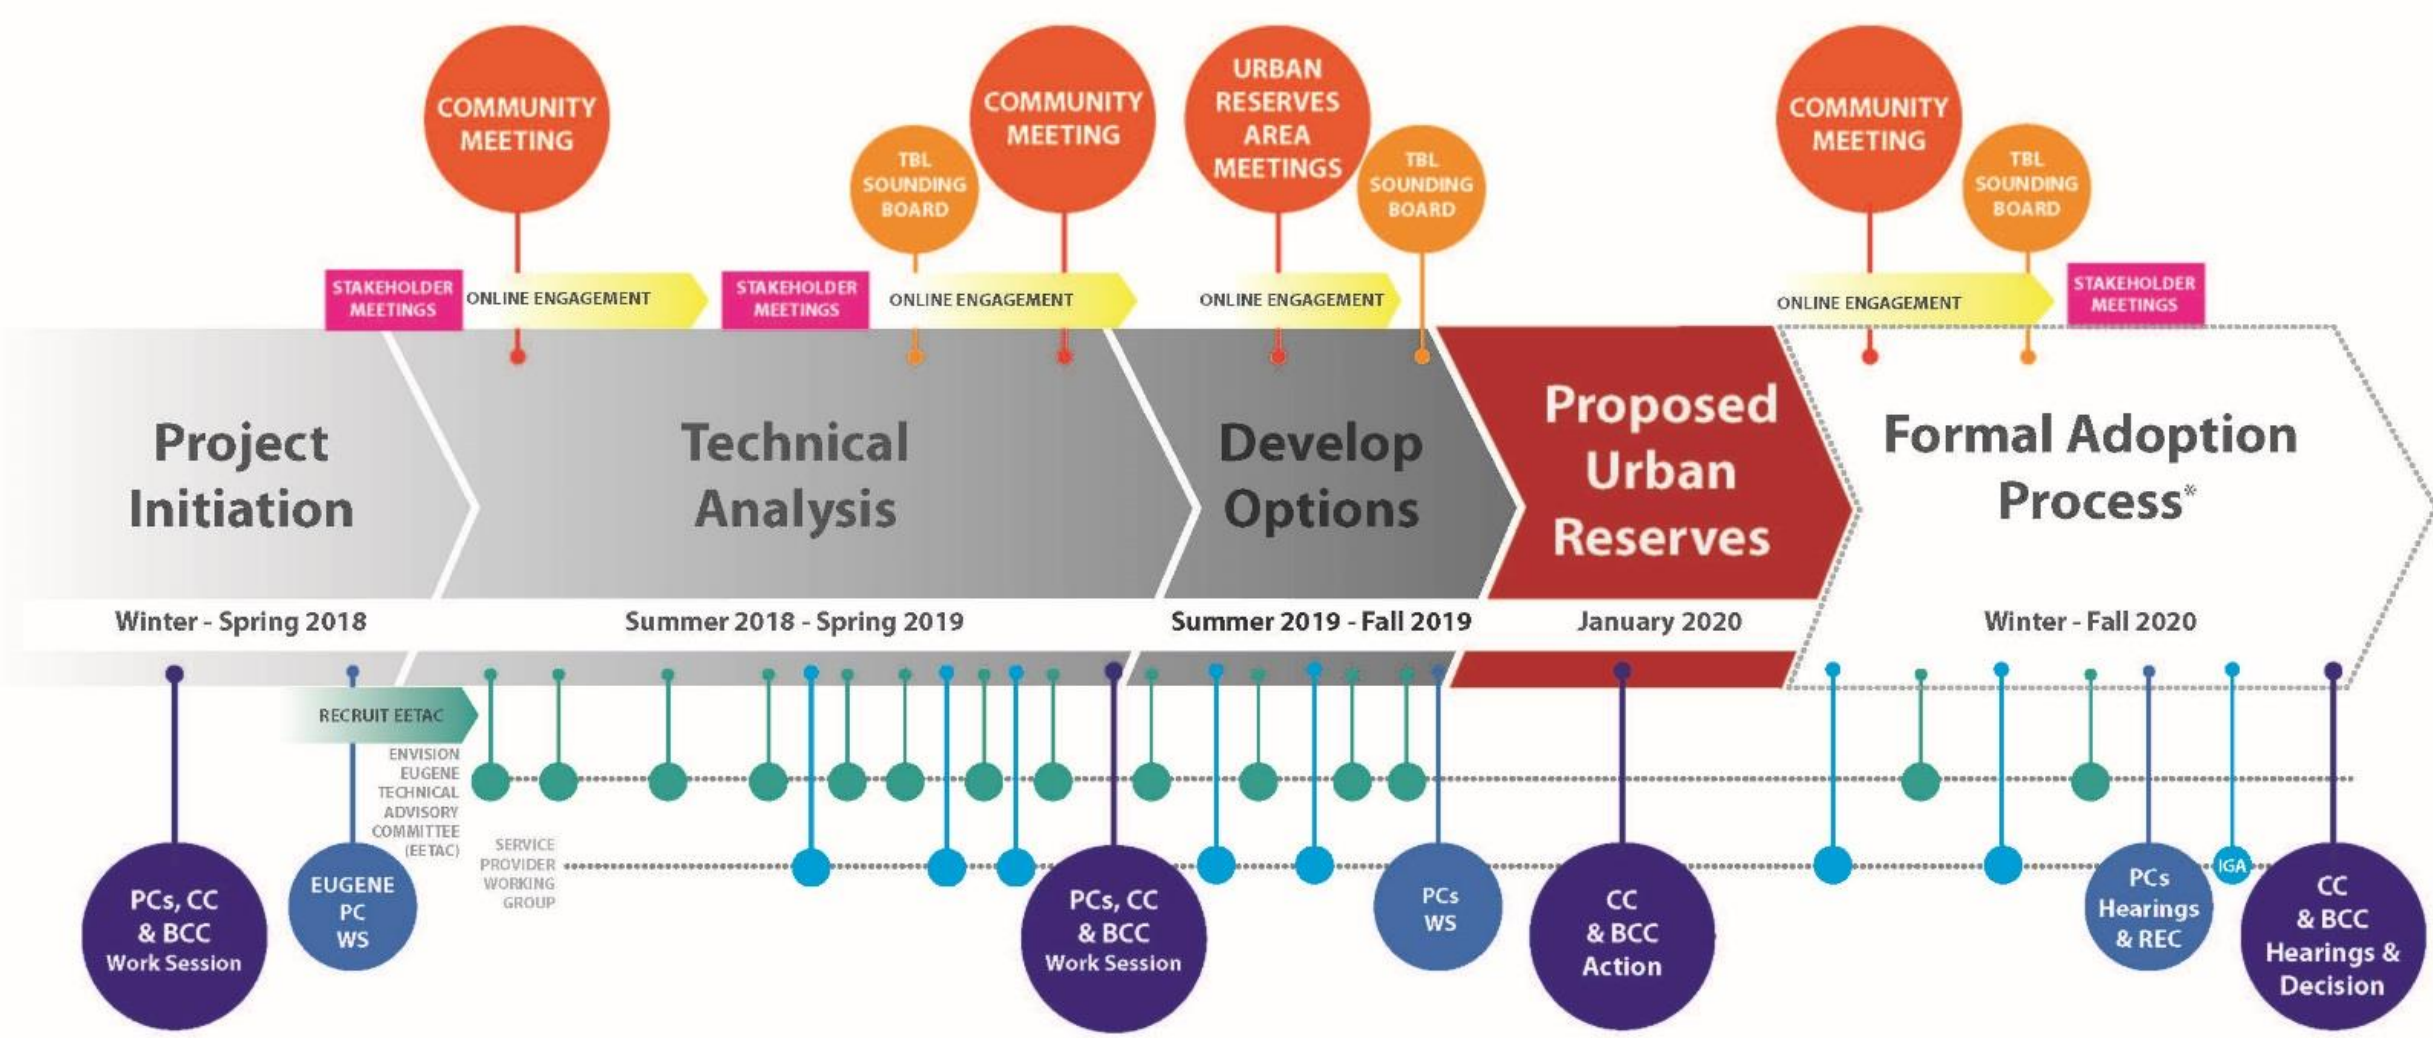 COMMUNITY
MEETING
TBL
SOUNDING
BOARD
COMMUNITY
MEETING
URBAN
RESERVES
AREA
MEETINGS
TBL
SOUNDING
BOARD
COMMUNITY
MEETING
TBL
SOUNDING
BOARD
STAKEHOLDER
MEETINGS
ONLINE ENGAGEMENT
STAKEHOLDER
MEETINGS
ONLINE ENGAGEMENT
ONLINE ENGAGEMENT
ONLINE ENGAGEMENT
STAKEHOLDER
MEETINGS
Project
Initiation
Technical
Analysis
Develop
Options
Proposed
Urban
Reserves
Formal Adoption
Process*
Winter - Spring 2018
Summer 2018 - Spring 2019
Summer 2019 - Fall 2019
January 2020
Winter - Fall 2020
RECRUIT EETAC
ENVISION
EUGENE
TECHNICAL
ADVISORY
COMMITTEE
(EETAC)
SERVICE
PROVIDER
WORKING
GROUP
PCs, CC
& BCC
Work Session
EUGENE
PC
WS
PCs, CC
& BCC
Work Session
PCs
WS
CC
& BCC
Action
PCs
Hearings
& REC
IGA
CC
& BCC
Hearings &
Decision